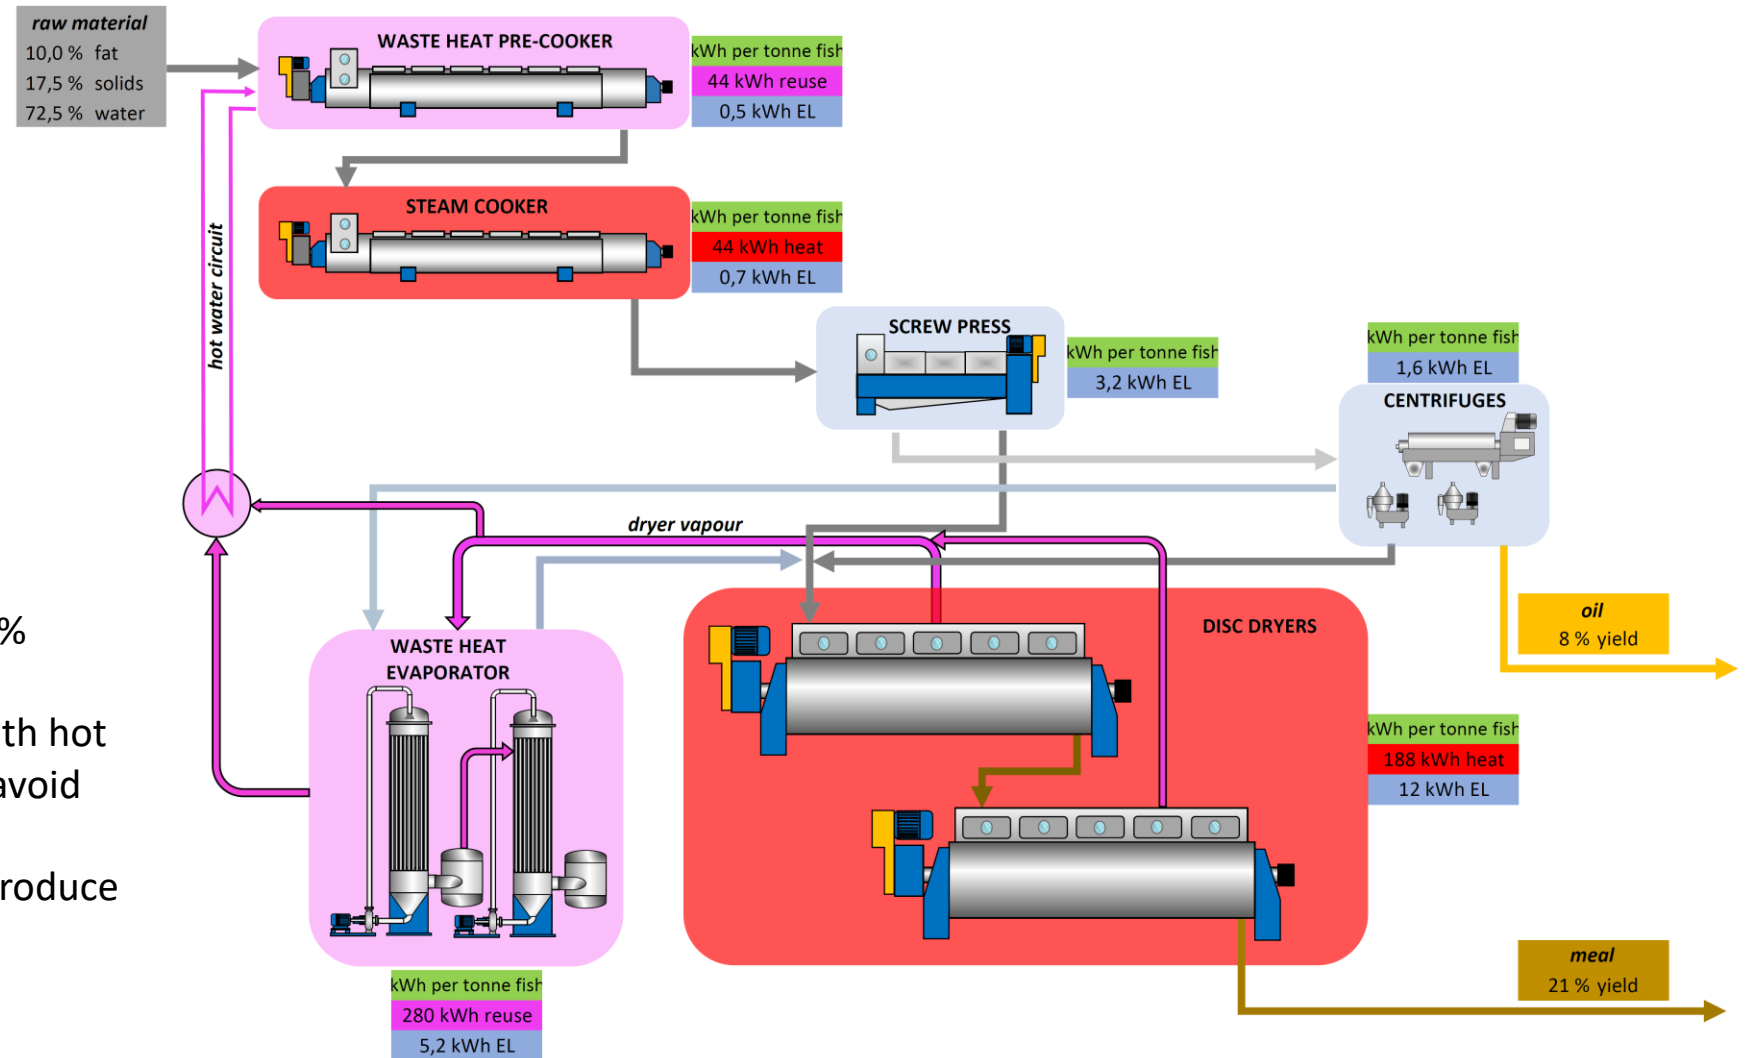 raw material
10,0 % fat
17,5 % solids
72,5 % water
WASTE HEAT PRE-COOKER
kWh per tonne fish
44 kWh reuse
0,5 kWh EL
STEAM COOKER
kWh per tonne fish
44 kWh heat
0,7 kWh EL
hot water circuit
SCREW PRESS
kWh per tonne fish
3,2 kWh EL
kWh per tonne fish
1,6 kWh EL
CENTRIFUGES
dryer vapour
%
th hot
avoid
roduce
WASTE HEAT
EVAPORATOR
kWh per tonne fish
280 kWh reuse
5,2 kWh EL
DISC DRYERS
kWh per tonne fish
188 kWh heat
12 kWh EL
oil
8 % yield
meal
21 % yield